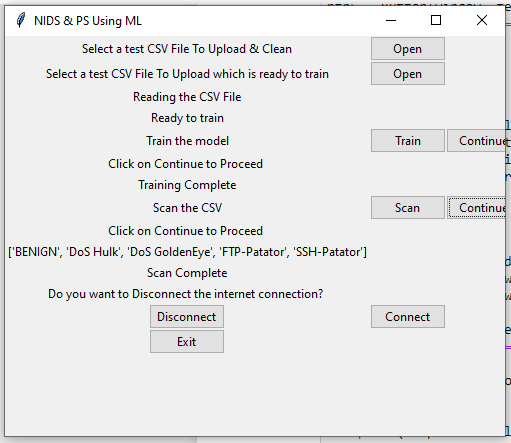 NIDS & PS Using ML
Select a test CSV File To Upload & Clean Open
Select a test CSV File To Upload which is ready to train Open
Reading the CSV File
Ready to train
Train the model Train Continue
Click on Continue to Proceed
Training Complete
Scan the CSV Scan Continue
Click on Continue to Proceed
['BENIGN', 'DoS Hulk', 'DoS GoldenEye', 'FTP-Patator', 'SSH-Patator']
Scan Complete
Do you want to Disconnect the internet connection?
Disconnect Connect
Exit